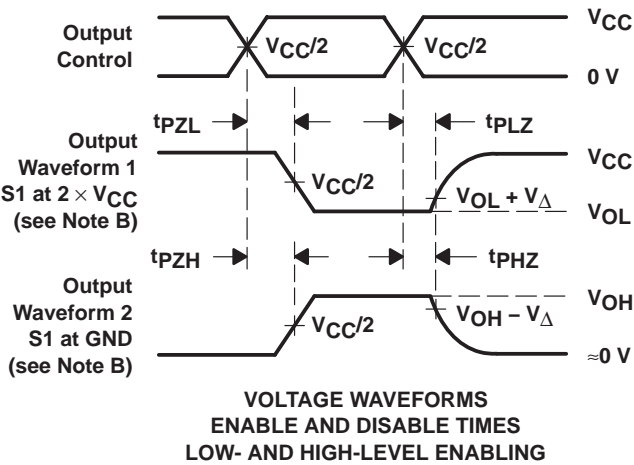 Output
Control
VCC/2
VCC/2
VCC
0 V
tPZL
tPLZ
Output
Waveform 1
S1 at 2 × VCC
(see Note B)
VCC/2
VCC
VOL + VΔ
VOL
tPZH
tPHZ
Output
Waveform 2
S1 at GND
(see Note B)
VCC/2
VOH
VOH − VΔ
≈0 V
VOLTAGE WAVEFORMS
ENABLE AND DISABLE TIMES
LOW- AND HIGH-LEVEL ENABLING